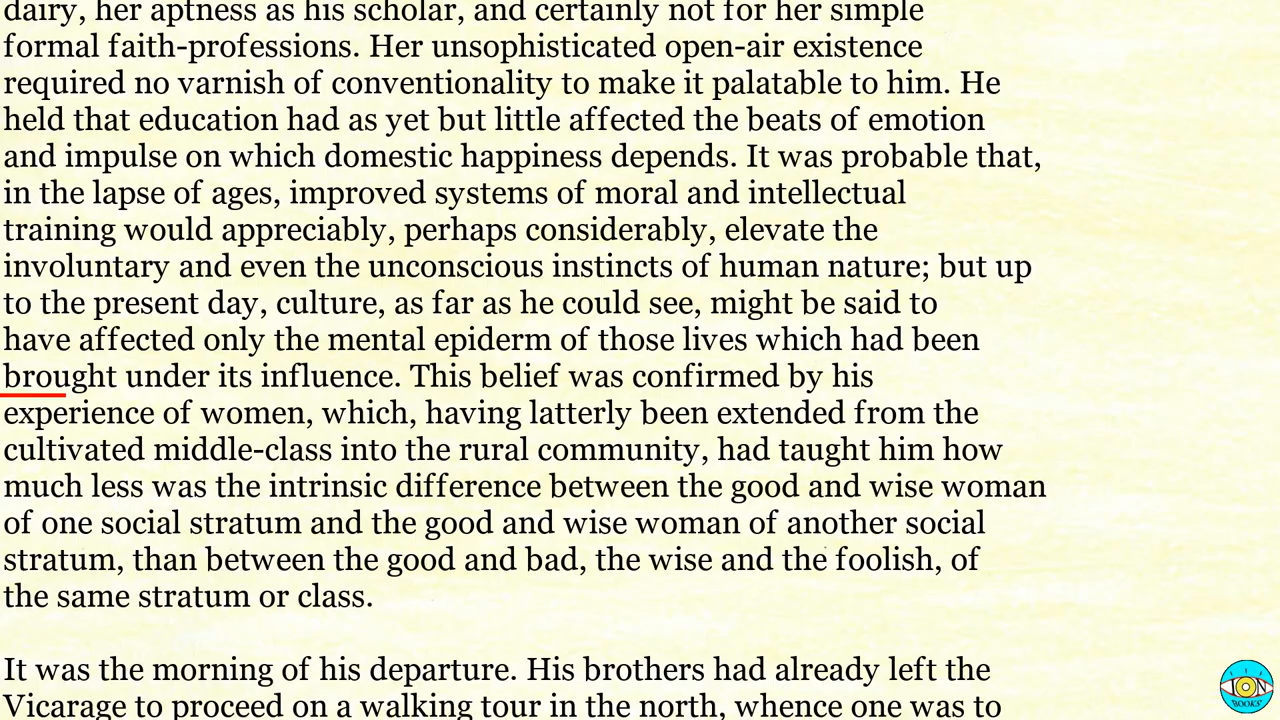 dairy, her aptness as his scholar, and certainly not for her simple
formal faith-professions. Her unsophisticated open-air existence
required no varnish of conventionality to make it palatable to him. He
held that education had as yet but little affected the beats of emotion
and impulse on which domestic happiness depends. It was probable that,
in the lapse of ages, improved systems of moral and intellectual
training would appreciably, perhaps considerably, elevate the
involuntary and even the unconscious instincts of human nature; but up
to the present day, culture, as far as he could see, might be said to
have affected only the mental epiderm of those lives which had been
brought under its influence. This belief was confirmed by his
experience of women, which, having latterly been extended from the
cultivated middle-class into the rural community, had taught him how
much less was the intrinsic difference between the good and wise woman
of one social stratum and the good and wise woman of another social
stratum, than between the good and bad, the wise and the foolish, of
the same stratum or class.
It was the morning of his departure. His brothers had already left the
Vicarage to proceed on a walking tour in the north, whence one was to
ION
BOOKS